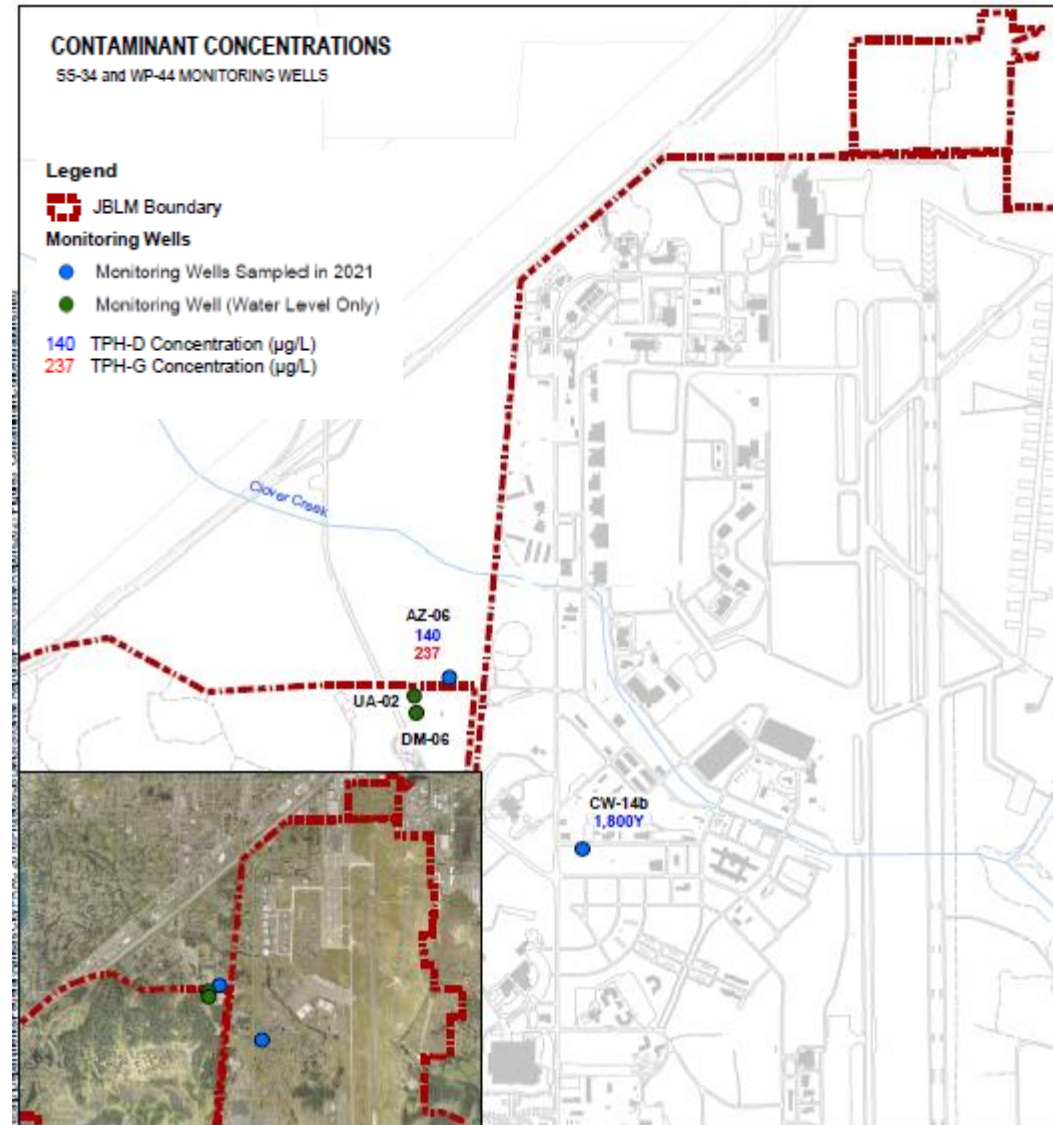 CONTAMINANT CONCENTRATIONS
SS-34 and WP-44 MONITORING WELLS
Legend
JBLM Boundary
Monitoring Wells
Monitoring Wells Sampled in 2021
Monitoring Well (Water Level Only)
140 TPH-D Concentration (µg/L)
237 TPH-G Concentration (µg/L)
Clover Creek
AZ-06
140
237
UA-02
DM-06
CW-14b
1,800Y